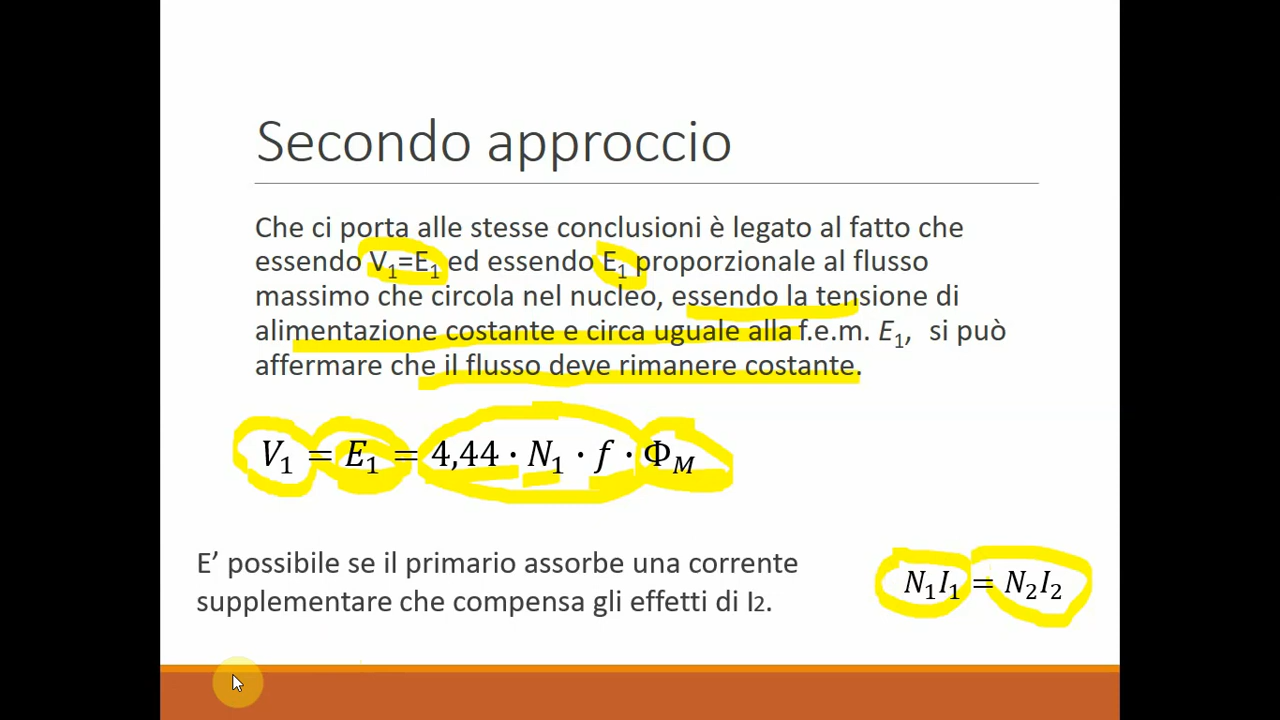 Secondo approccio
Che ci porta alle stesse conclusioni è legato al fatto che
essendo V₁=E₁ ed essendo E₁ proporzionale al flusso
massimo che circola nel nucleo, essendo la tensione di
alimentazione costante e circa uguale alla f.e.m. E₁, si può
affermare che il flusso deve rimanere costante.
V₁ = E₁ = 4,44 · N₁ · f · Φ_M
E’ possibile se il primario assorbe una corrente
supplementare che compensa gli effetti di I2.
N₁I₁ = N₂I₂